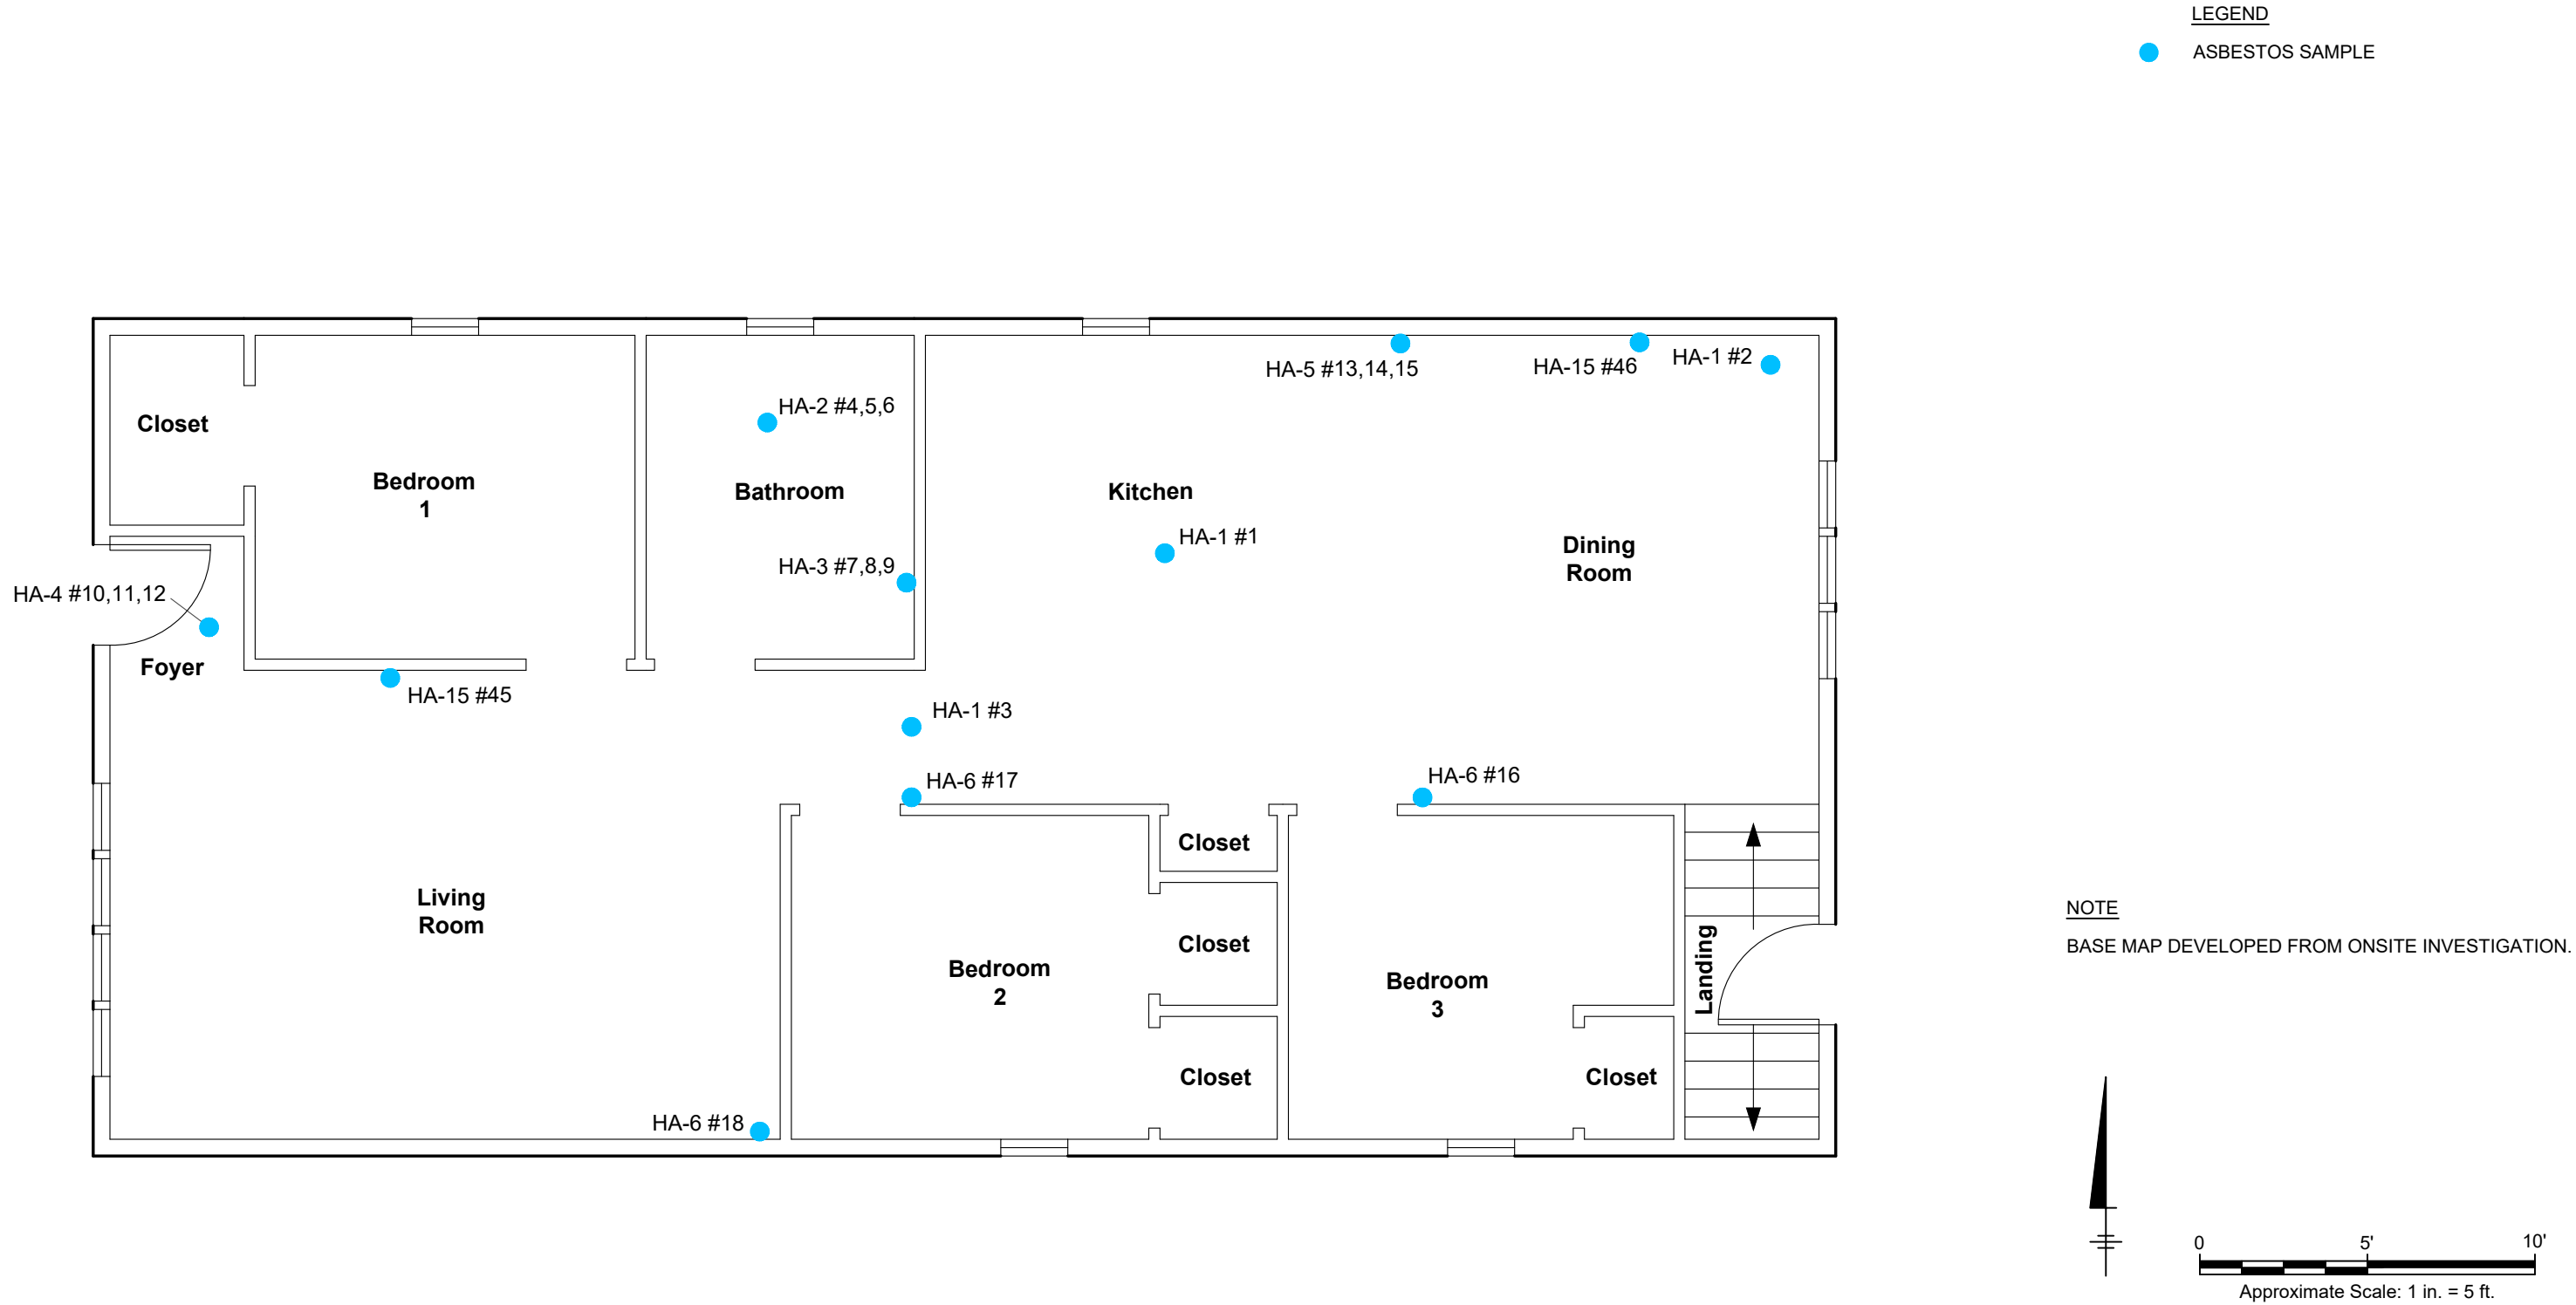 LEGEND
ASBESTOS SAMPLE
HA-5 #13,14,15
HA-15 #46
HA-1 #2
HA-2 #4,5,6
Closet
Bedroom
1
Bathroom
Kitchen
HA-1 #1
Dining
Room
HA-3 #7,8,9
HA-4 #10,11,12
Foyer
HA-15 #45
HA-1 #3
HA-6 #17
HA-6 #16
Closet
Living
Room
Closet
Landing
Bedroom
2
Bedroom
3
Closet
Closet
HA-6 #18
NOTE
BASE MAP DEVELOPED FROM ONSITE INVESTIGATION.
0 5' 10'
Approximate Scale: 1 in. = 5 ft.